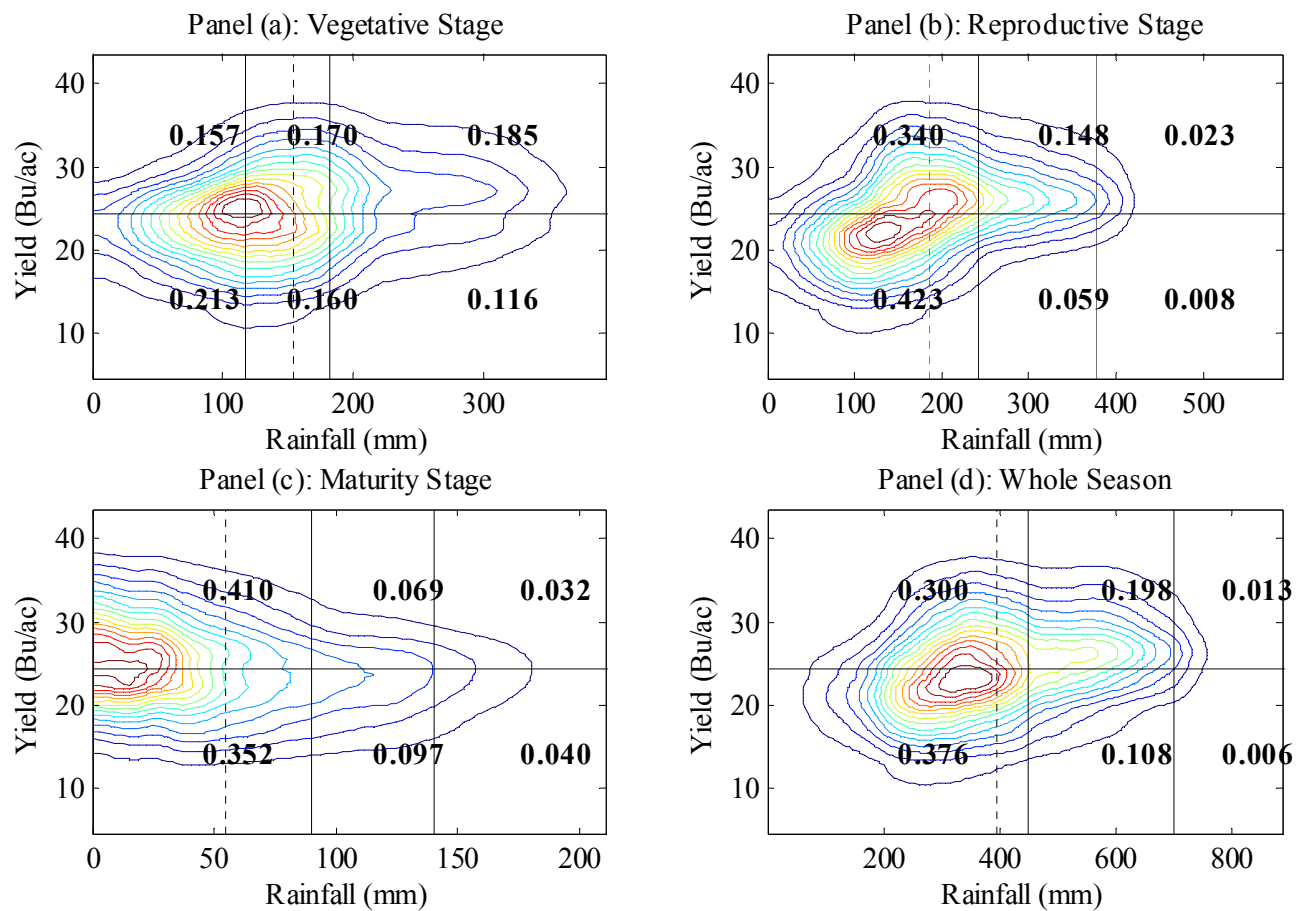 Panel (a): Vegetative Stage
Yield (Bu/ac)
40
30
20
10
0.157 0.170 0.185
0.213 0.160 0.116
0 100 200 300
Rainfall (mm)
Panel (b): Reproductive Stage
Yield (Bu/ac)
40
30
20
10
0.340 0.148 0.023
0.423 0.059 0.008
0 100 200 300 400 500
Rainfall (mm)
Panel (c): Maturity Stage
Yield (Bu/ac)
40
30
20
10
0.410 0.069 0.032
0.352 0.097 0.040
0 50 100 150 200
Rainfall (mm)
Panel (d): Whole Season
Yield (Bu/ac)
40
30
20
10
0.300 0.198 0.013
0.376 0.108 0.006
200 400 600 800
Rainfall (mm)